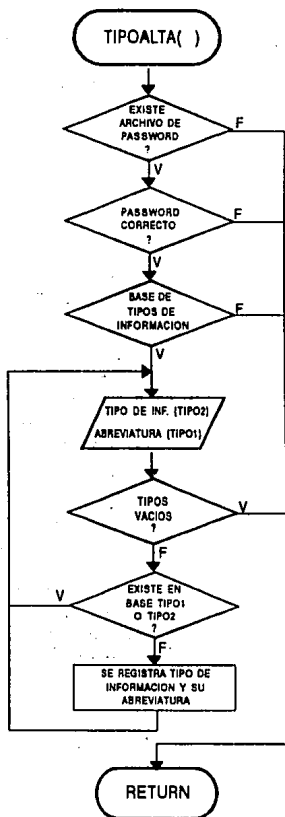 TIPOALTA( )
EXISTE
ARCHIVO DE
PASSWORD
?
F
V
PASSWORD
CORRECTO
?
F
V
BASE DE
TIPOS DE
INFORMACION
F
V
TIPO DE INF. (TIPO2)
ABREVIATURA (TIPO1)
TIPOS
VACIOS
?
V
F
EXISTE EN
BASE TIPO1
O TIPO2
?
V
F
SE REGISTRA TIPO DE
INFORMACION Y SU
ABREVIATURA
RETURN